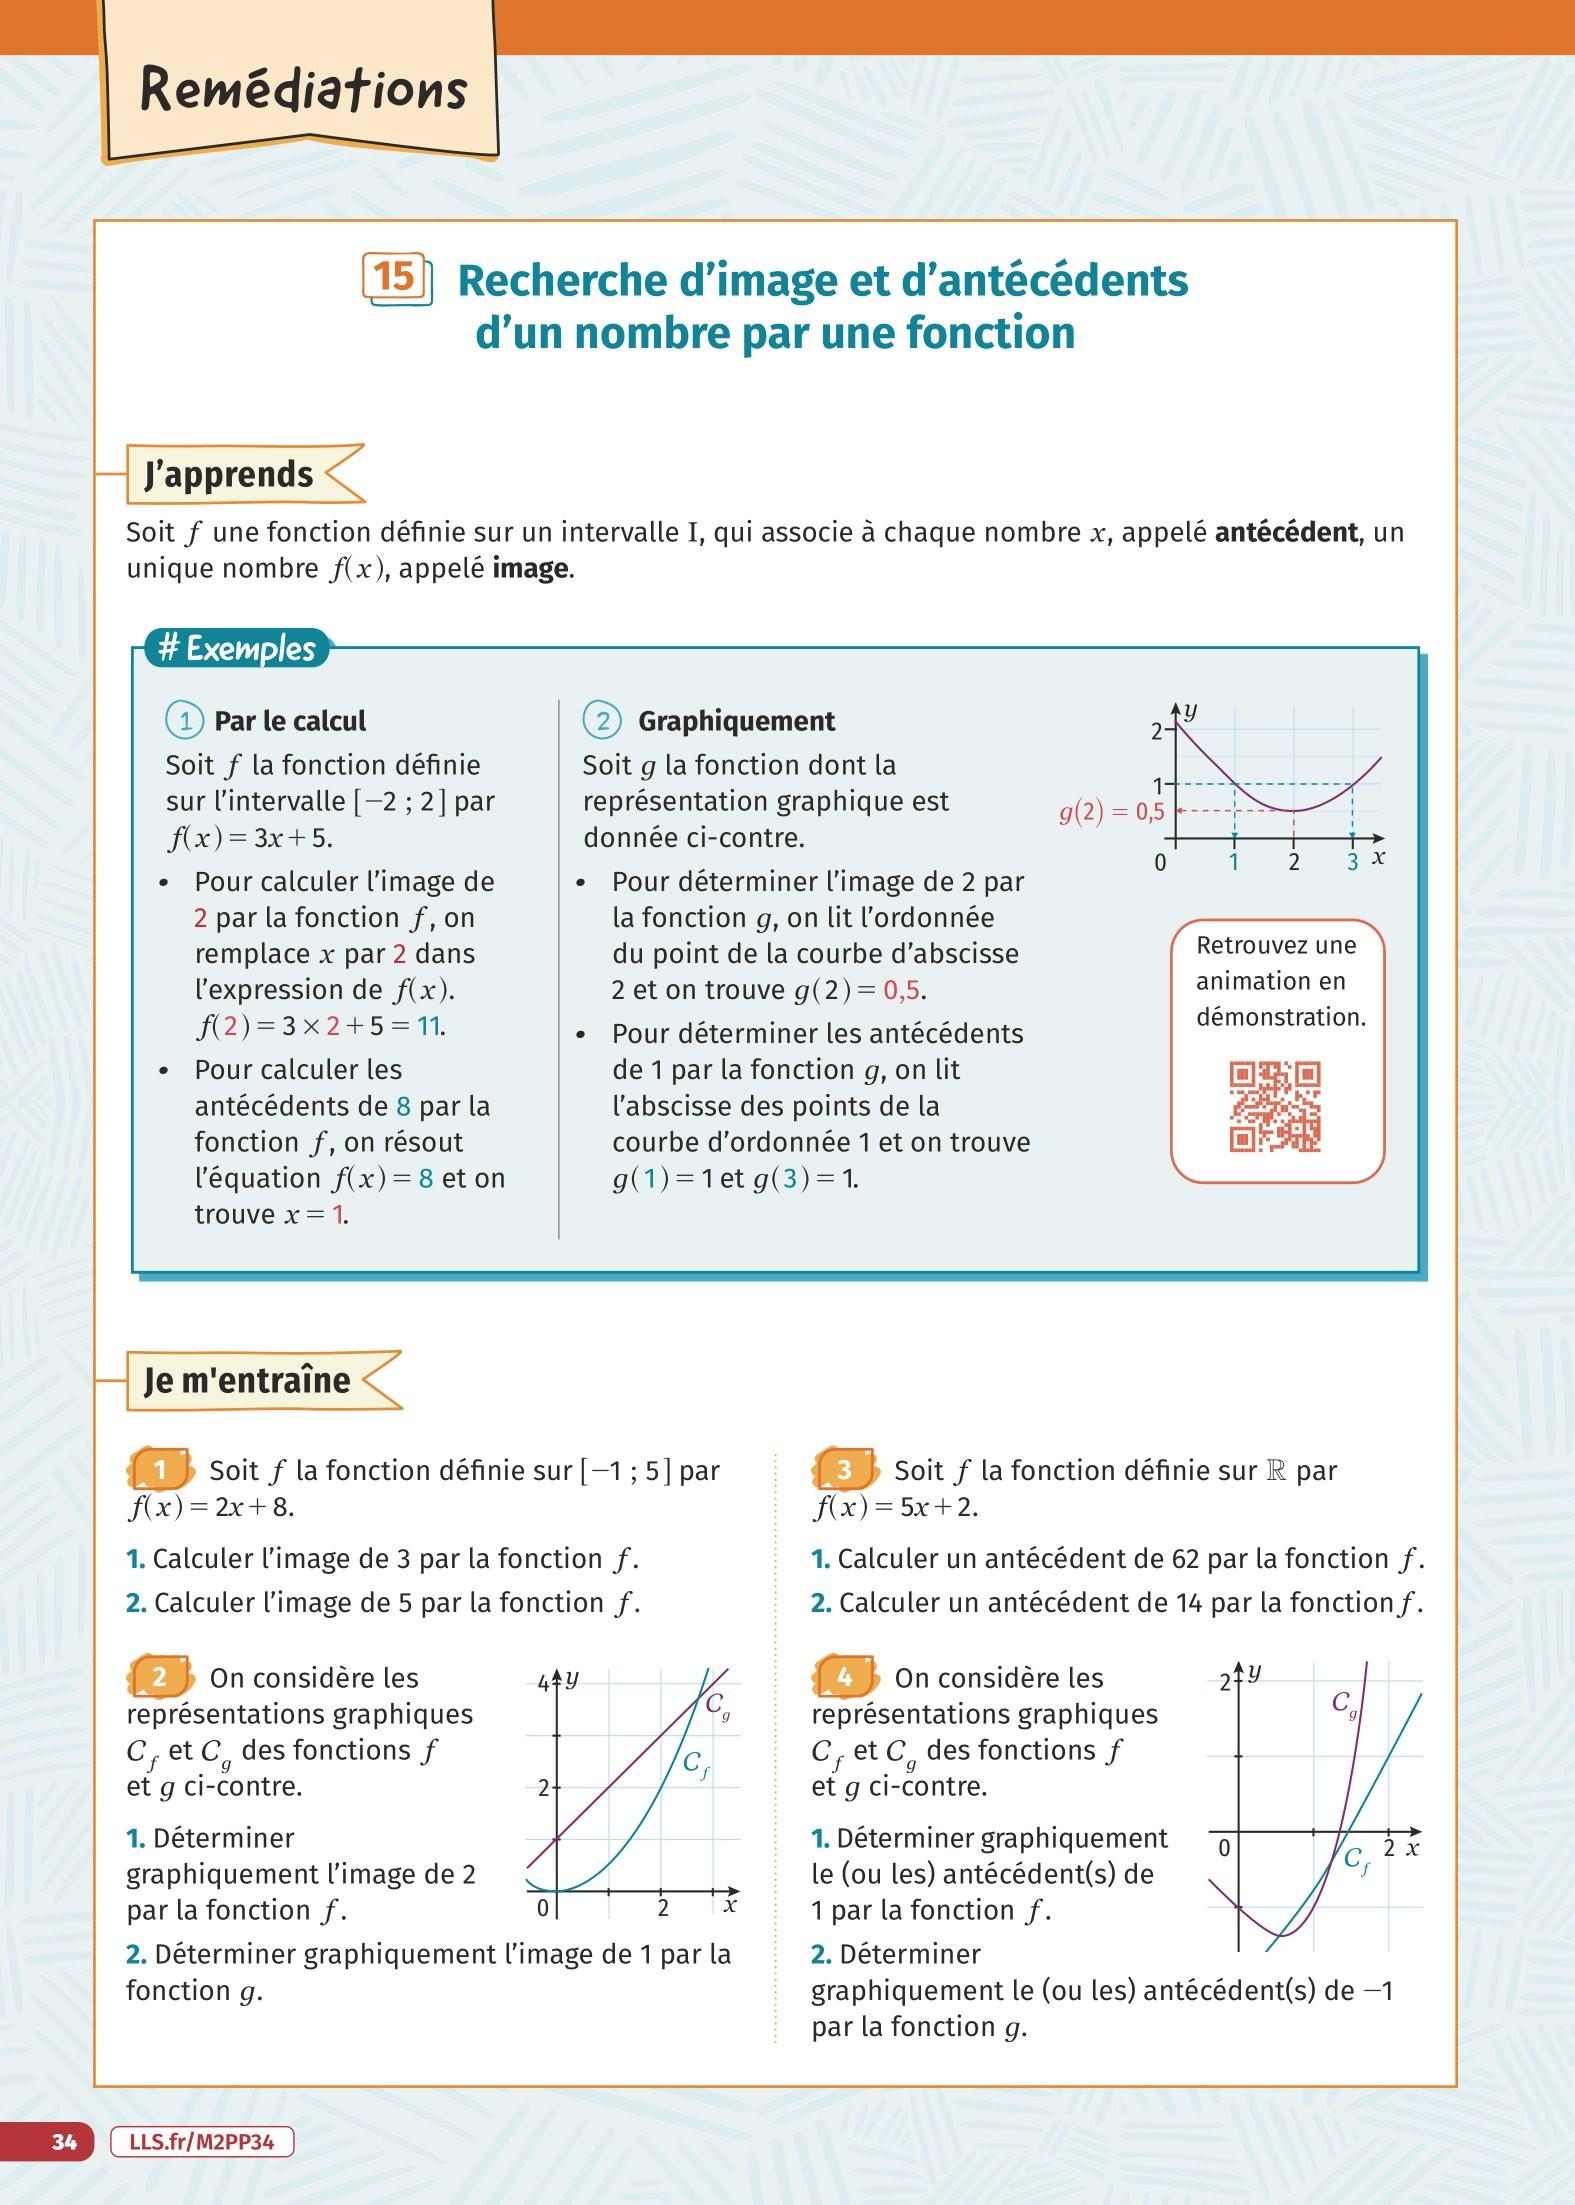 Remédiations
15 Recherche d’image et d’antécédents
d’un nombre par une fonction
J’apprends
Soit f une fonction définie sur un intervalle I, qui associe à chaque nombre x, appelé antécédent, un
unique nombre f(x), appelé image.
# Exemples
1 Par le calcul
Soit f la fonction définie
sur l’intervalle [−2 ; 2] par
f(x) = 3x + 5.
• Pour calculer l’image de
2 par la fonction f, on
remplace x par 2 dans
l’expression de f(x).
f(2) = 3 × 2 + 5 = 11.
• Pour calculer les
antécédents de 8 par la
fonction f, on résout
l’équation f(x) = 8 et on
trouve x = 1.
2 Graphiquement
Soit g la fonction dont la
représentation graphique est
donnée ci-contre.
• Pour déterminer l’image de 2 par
la fonction g, on lit l’ordonnée
du point de la courbe d’abscisse
2 et on trouve g(2) = 0,5.
• Pour déterminer les antécédents
de 1 par la fonction g, on lit
l’abscisse des points de la
courbe d’ordonnée 1 et on trouve
g(1) = 1 et g(3) = 1.
y
2
1
g(2) = 0,5
0 1 2 3 x
Retrouvez une
animation en
démonstration.
Je m'entraîne
1 Soit f la fonction définie sur [−1 ; 5] par
f(x) = 2x + 8.
1. Calculer l’image de 3 par la fonction f.
2. Calculer l’image de 5 par la fonction f.
2 On considère les
représentations graphiques
Cf et Cg des fonctions f
et g ci-contre.
1. Déterminer
graphiquement l’image de 2
par la fonction f.
2. Déterminer graphiquement l’image de 1 par la
fonction g.
4 y
Cg
Cf
2
0 2 x
3 Soit f la fonction définie sur ℝ par
f(x) = 5x + 2.
1. Calculer un antécédent de 62 par la fonction f.
2. Calculer un antécédent de 14 par la fonction f.
4 On considère les
représentations graphiques
Cf et Cg des fonctions f
et g ci-contre.
1. Déterminer graphiquement
le (ou les) antécédent(s) de
1 par la fonction f.
2. Déterminer
graphiquement le (ou les) antécédent(s) de −1
par la fonction g.
2 y
Cg
0 2 x
Cf
34 LLS.fr/M2PP34